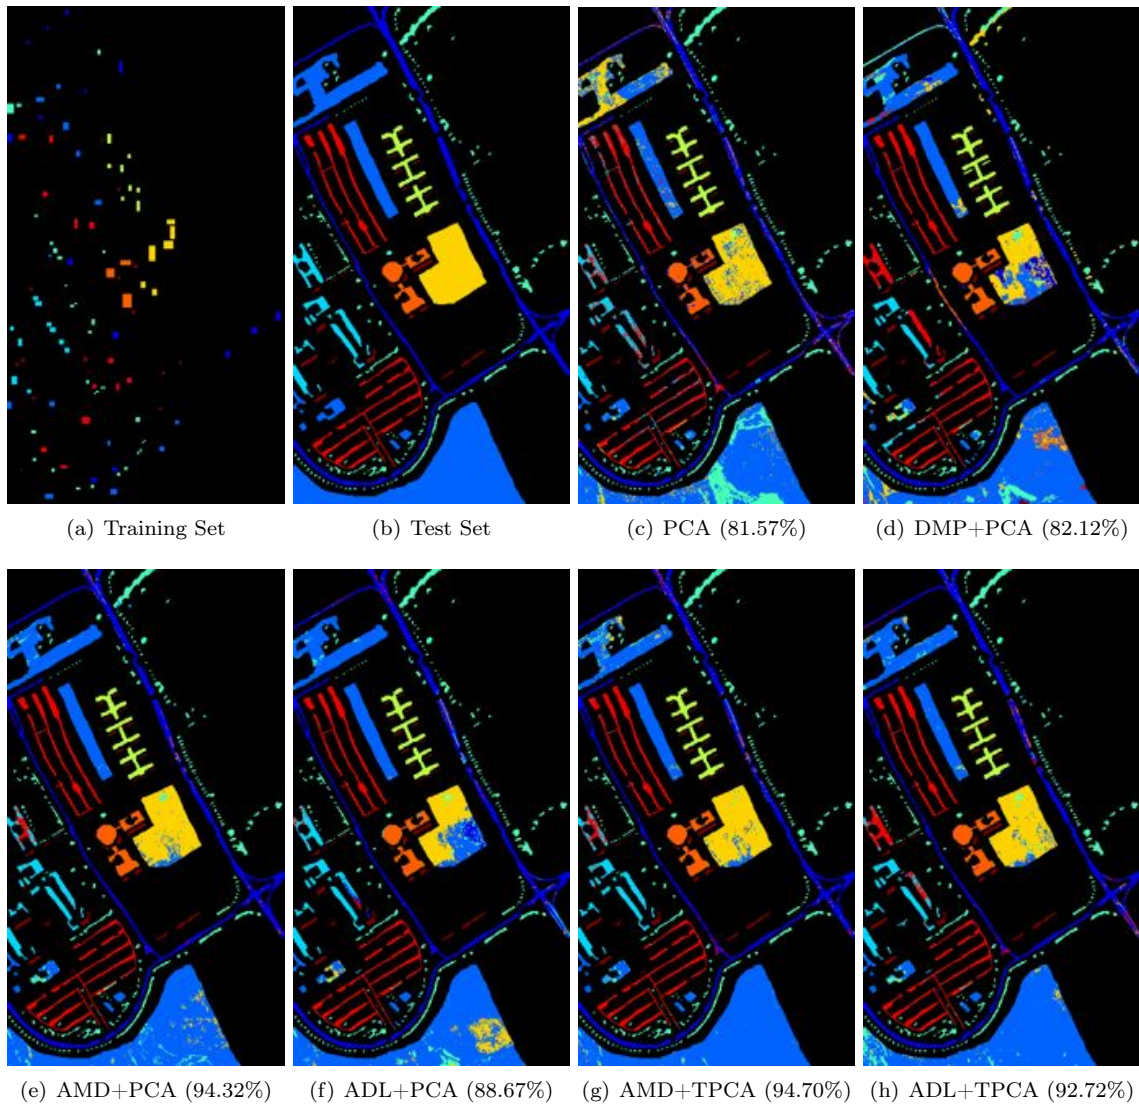 (a) Training Set
(b) Test Set
(c) PCA (81.57%)
(d) DMP+PCA (82.12%)
(e) AMD+PCA (94.32%)
(f) ADL+PCA (88.67%)
(g) AMD+TPCA (94.70%)
(h) ADL+TPCA (92.72%)